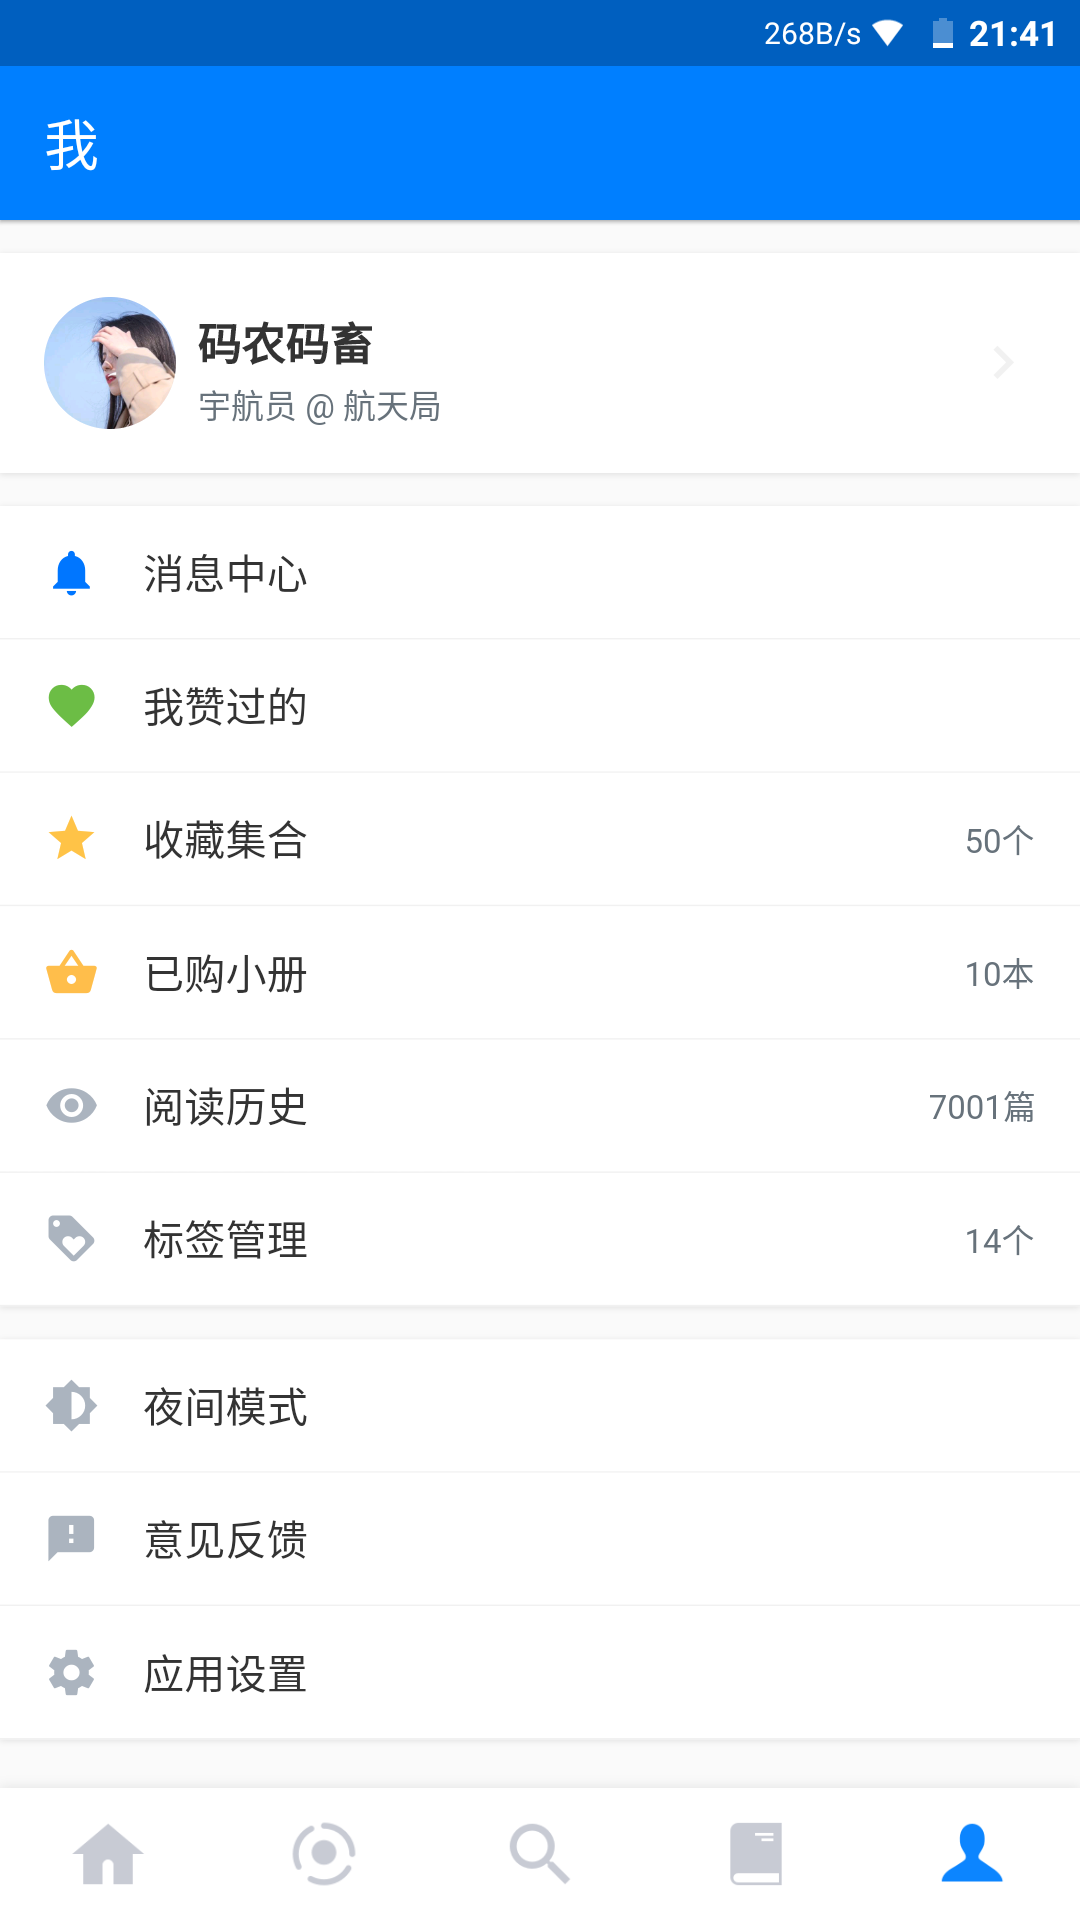 268B/s 21:41
我
码农码畜
宇航员 @ 航天局
消息中心
我赞过的
收藏集合 50个
已购小册 10本
阅读历史 7001篇
标签管理 14个
夜间模式
意见反馈
应用设置